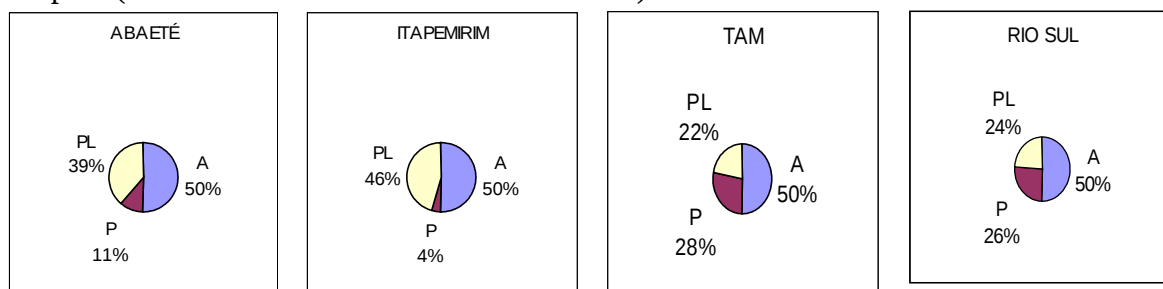 ABAETÉ
PL
39%
A
50%
P
11%
ITAPEMIRIM
PL
46%
A
50%
P
4%
TAM
PL
22%
A
50%
P
28%
RIO SUL
PL
24%
A
50%
P
26%